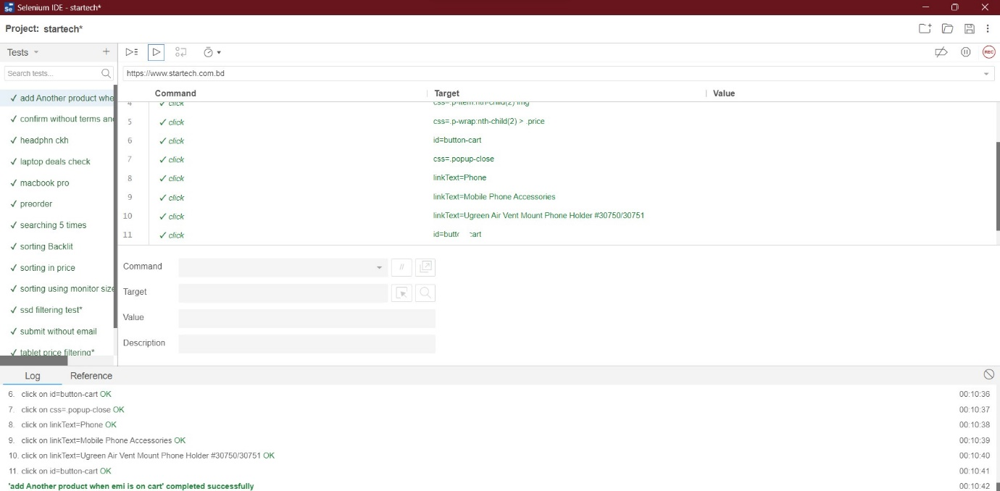 Selenium IDE - startech*
Project: startech*
Tests
Search tests...
https://www.startech.com.bd
✓ add Another product whe
✓ confirm without terms an
✓ headphn ckh
✓ laptop deals check
✓ macbook pro
✓ preorder
✓ searching 5 times
✓ sorting Backlit
✓ sorting in price
✓ sorting using monitor size
✓ ssd filtering test*
✓ submit without email
✓ tablet price filtering*
REC
Command Target Value
4 ✓ click css=.p-item:nth-child(2) img
5 ✓ click css=.p-wrap:nth-child(2) > .price
6 ✓ click id=button-cart
7 ✓ click css=.popup-close
8 ✓ click linkText=Phone
9 ✓ click linkText=Mobile Phone Accessories
10 ✓ click linkText=Ugreen Air Vent Mount Phone Holder #30750/30751
11 ✓ click id=butt cart
Command //
Target
Value
Description
Log Reference
6. click on id=button-cart OK 00:10:36
7. click on css=.popup-close OK 00:10:37
8. click on linkText=Phone OK 00:10:38
9. click on linkText=Mobile Phone Accessories OK 00:10:39
10. click on linkText=Ugreen Air Vent Mount Phone Holder #30750/30751 OK 00:10:40
11. click on id=button-cart OK 00:10:41
'add Another product when emi is on cart' completed successfully 00:10:42